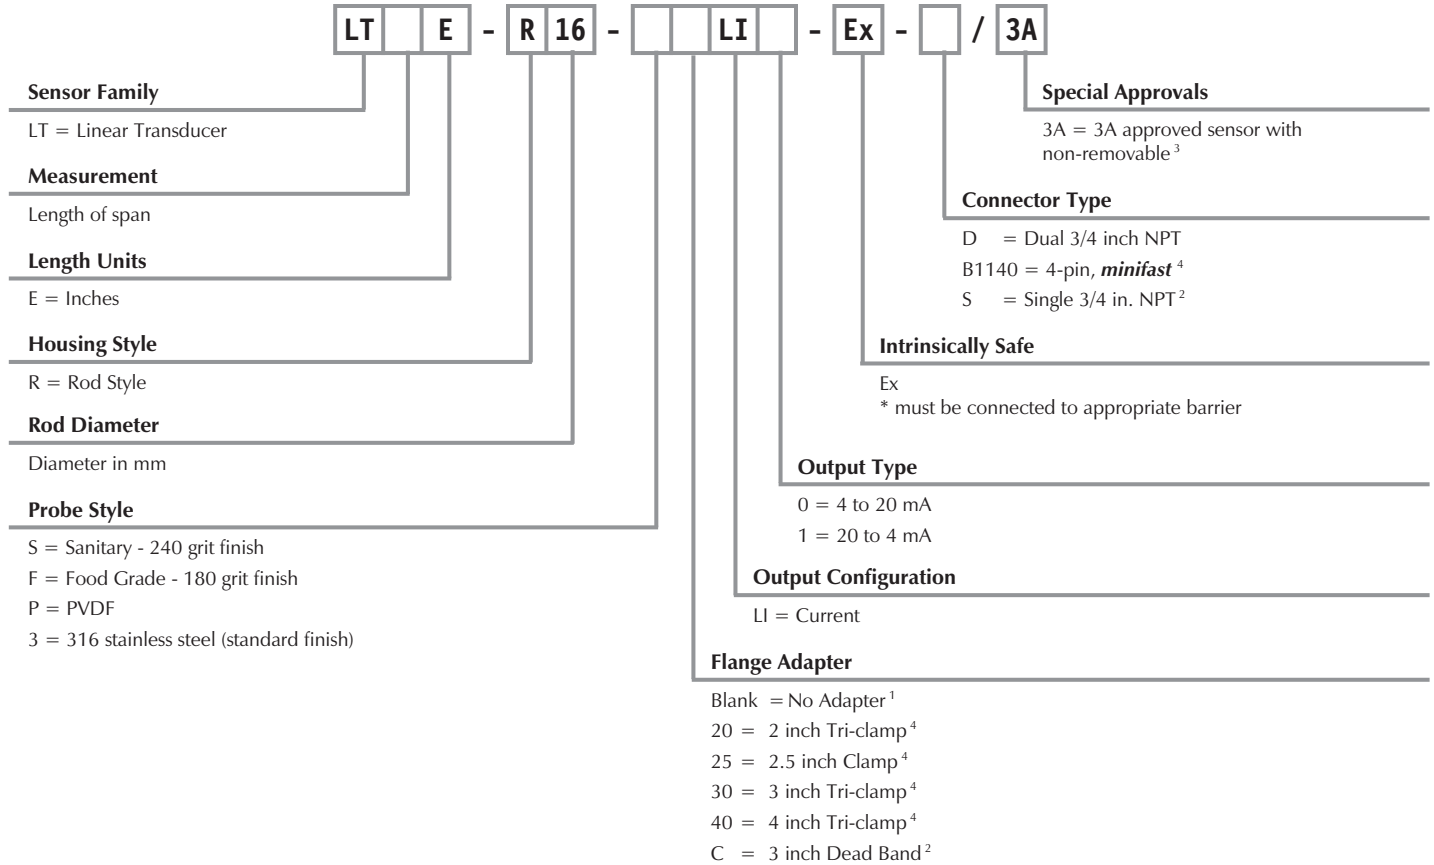 LT E - R 16 - LI - Ex - / 3A
Sensor Family
LT = Linear Transducer
Measurement
Length of span
Length Units
E = Inches
Housing Style
R = Rod Style
Rod Diameter
Diameter in mm
Probe Style
S = Sanitary - 240 grit finish
F = Food Grade - 180 grit finish
P = PVDF
3 = 316 stainless steel (standard finish)
Special Approvals
3A = 3A approved sensor with
non-removable 3
Connector Type
D = Dual 3/4 inch NPT
B1140 = 4-pin, minifast 4
S = Single 3/4 in. NPT 2
Intrinsically Safe
Ex
* must be connected to appropriate barrier
Output Type
0 = 4 to 20 mA
1 = 20 to 4 mA
Output Configuration
LI = Current
Flange Adapter
Blank = No Adapter 1
20 = 2 inch Tri-clamp 4
25 = 2.5 inch Clamp 4
30 = 3 inch Tri-clamp 4
40 = 4 inch Tri-clamp 4
C = 3 inch Dead Band 2